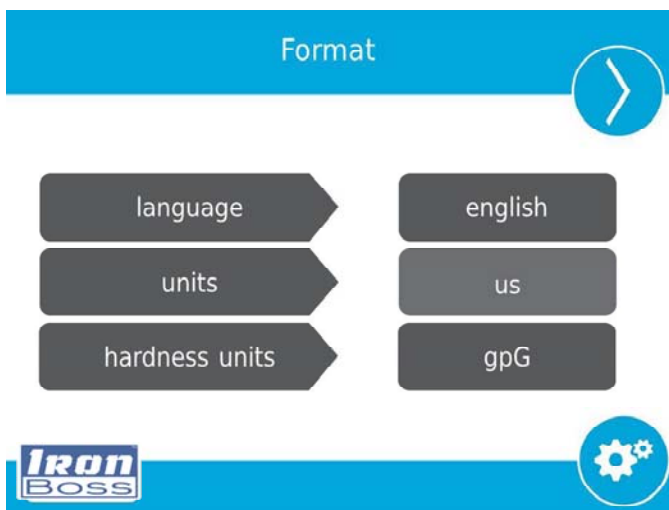 Format
language
english
units
us
hardness units
gpG
Iron
Boss